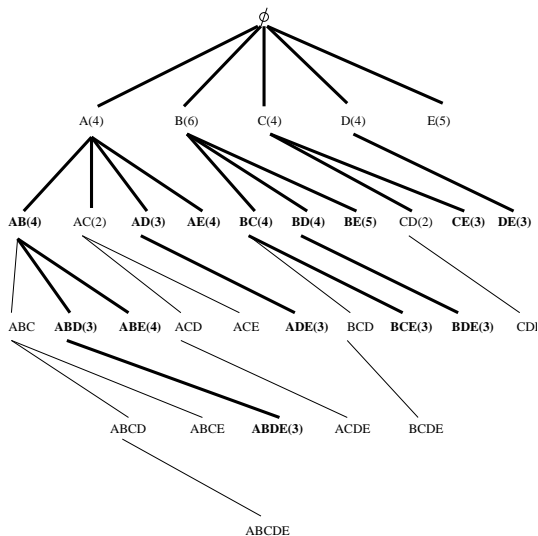 ∅
A(4) B(6) C(4) D(4) E(5)
AB(4) AC(2) AD(3) AE(4) BC(4) BD(4) BE(5) CD(2) CE(3) DE(3)
ABC ABD(3) ABE(4) ACD ACE ADE(3) BCD BCE(3) BDE(3) CD
ABCD ABCE ABDE(3) ACDE BCDE
ABCDE